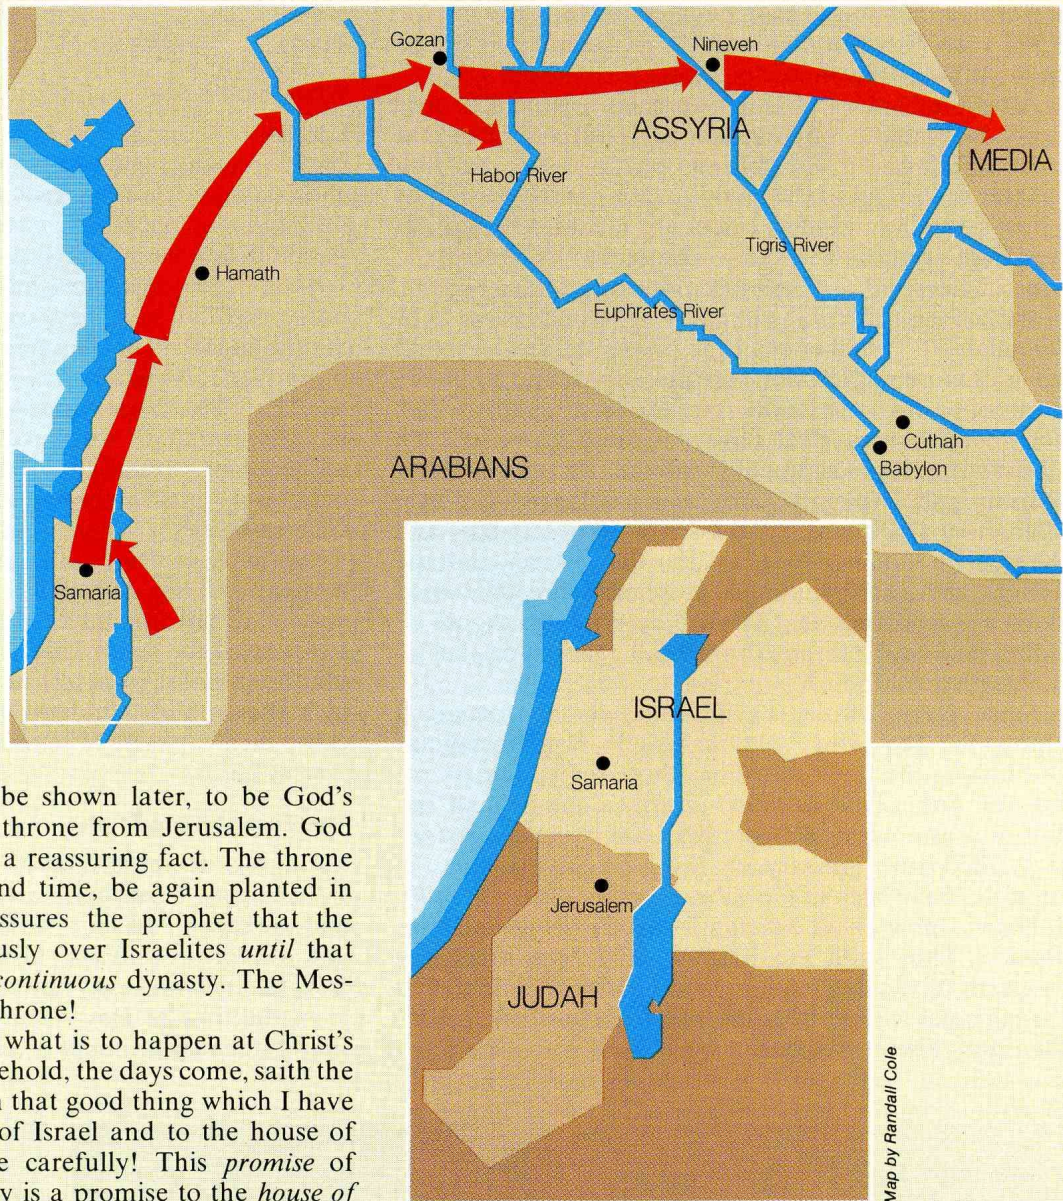 Gozan
Nineveh
ASSYRIA
MEDIA
Habor River
Tigris River
Hamath
Euphrates River
Cuthah
Babylon
ARABIANS
Samaria
ISRAEL
Samaria
Jerusalem
JUDAH
Map by Randall Cole
be shown later, to be God's
throne from Jerusalem. God
a reassuring fact. The throne
nd time, be again planted in
ssures the prophet that the
usly over Israelites until that
continuous dynasty. The Mes-
hrone!
what is to happen at Christ's
ehold, the days come, saith the
that good thing which I have
of Israel and to the house of
e carefully! This promise of
y is a promise to the house of